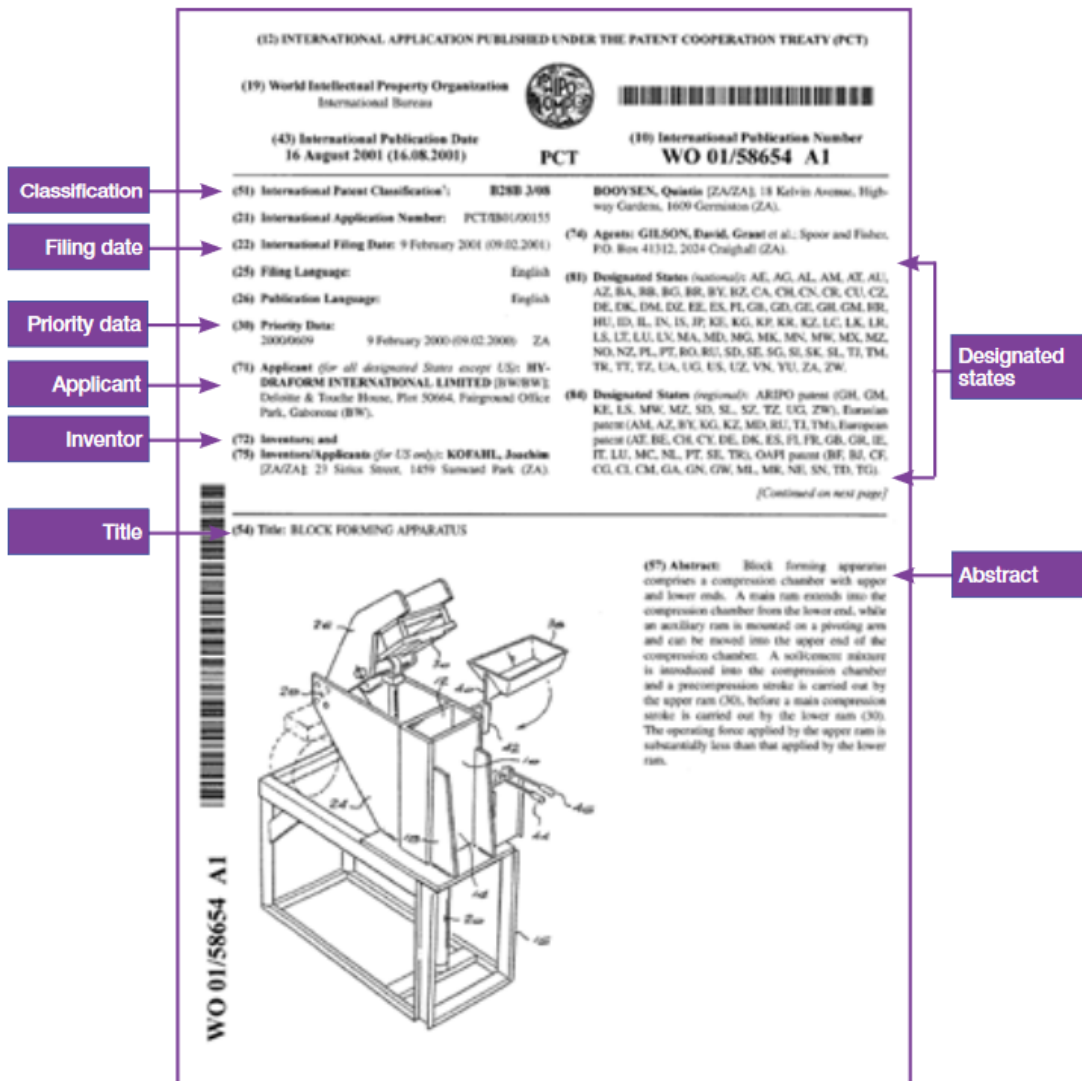 (12) INTERNATIONAL APPLICATION PUBLISHED UNDER THE PATENT COOPERATION TREATY (PCT)
(19) World Intellectual Property Organization
International Bureau
(43) International Publication Date
16 August 2001 (16.08.2001)
PCT
(10) International Publication Number
WO 01/58654 A1
Classification
Filing date
Priority data
Applicant
Inventor
Title
(51) International Patent Classification⁷: B28B 3/08
(21) International Application Number: PCT/IB01/00155
(22) International Filing Date: 9 February 2001 (09.02.2001)
(25) Filing Language: English
(26) Publication Language: English
(30) Priority Data:
2000/0609 9 February 2000 (09.02.2000) ZA
(71) Applicant (for all designated States except US): HY-
DRAFORM INTERNATIONAL LIMITED [BW/BW];
Deloitte & Touche House, Plot 50664, Fairground Office
Park, Gaborone (BW).
(72) Inventors; and
(75) Inventors/Applicants (for US only): KOFAHL, Joachim
[ZA/ZA]; 23 Sirius Street, 1459 Sunward Park (ZA).
BOOYSEN, Quintin [ZA/ZA]; 18 Kelvin Avenue, High-
way Gardens, 1609 Germiston (ZA).
(74) Agents: GILSON, David, Grant et al.; Spoor and Fisher,
P.O. Box 41312, 2024 Craighall (ZA).
(81) Designated States (national): AE, AG, AL, AM, AT, AU,
AZ, BA, BB, BG, BR, BY, BZ, CA, CH, CN, CR, CU, CZ,
DE, DK, DM, DZ, EE, ES, FI, GB, GD, GE, GH, GM, HR,
HU, ID, IL, IN, IS, JP, KE, KG, KP, KR, KZ, LC, LK, LR,
LS, LT, LU, LV, MA, MD, MG, MK, MN, MW, MX, MZ,
NO, NZ, PL, PT, RO, RU, SD, SE, SG, SI, SK, SL, TJ, TM,
TR, TT, TZ, UA, UG, US, UZ, VN, YU, ZA, ZW.
(84) Designated States (regional): ARIPO patent (GH, GM,
KE, LS, MW, MZ, SD, SL, SZ, TZ, UG, ZW), Eurasian
patent (AM, AZ, BY, KG, KZ, MD, RU, TJ, TM), European
patent (AT, BE, CH, CY, DE, DK, ES, FI, FR, GB, GR, IE,
IT, LU, MC, NL, PT, SE, TR), OAPI patent (BF, BJ, CF,
CG, CI, CM, GA, GN, GW, ML, MR, NE, SN, TD, TG).
[Continued on next page]
Designated
states
(54) Title: BLOCK FORMING APPARATUS
(57) Abstract: Block forming apparatus
comprises a compression chamber with upper
and lower ends. A main ram extends into the
compression chamber from the lower end, while
an auxiliary ram is mounted on a pivoting arm
and can be moved into the upper end of the
compression chamber. A soil/cement mixture
is introduced into the compression chamber
and a precompression stroke is carried out by
the upper ram (30), before a main compression
stroke is carried out by the lower ram (30).
The operating force applied by the upper ram is
substantially less than that applied by the lower
ram.
Abstract
WO 01/58654 A1
26
30
38
40
28
12
42
10
46
44
24
18
14
20
16